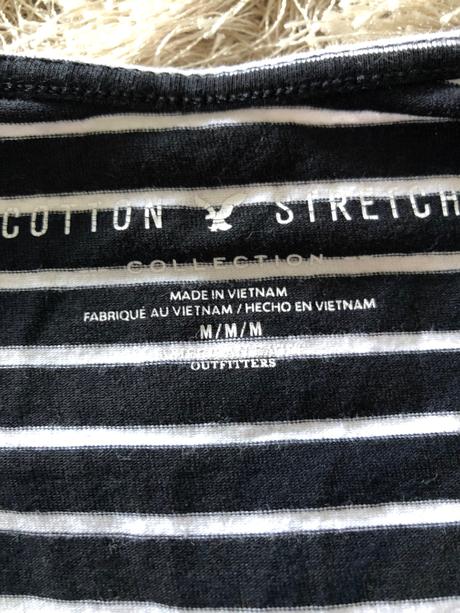 COTTON STRETCH
COLLECTION
MADE IN VIETNAM
FABRIQUÉ AU VIETNAM / HECHO EN VIETNAM
M/M/M
OUTFITTERS